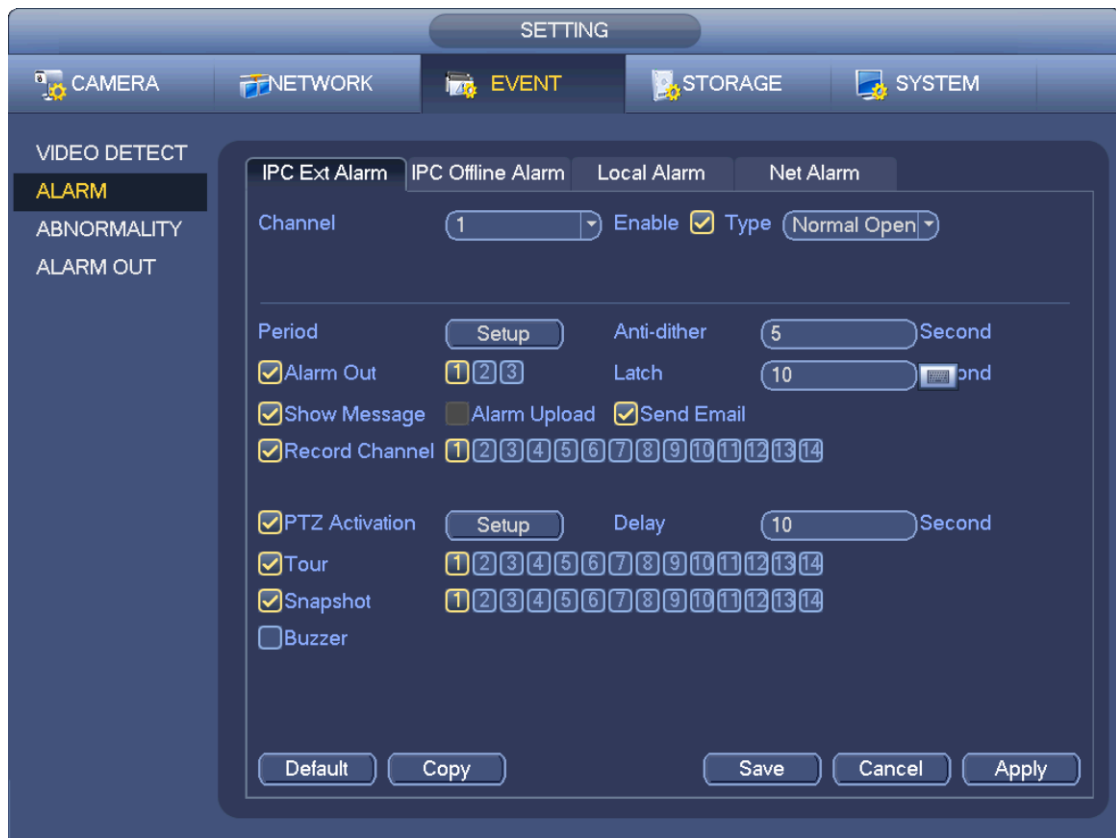 SETTING
CAMERA NETWORK EVENT STORAGE SYSTEM
VIDEO DETECT
ALARM
ABNORMALITY
ALARM OUT
IPC Ext Alarm IPC Offline Alarm Local Alarm Net Alarm
Channel 1 Enable Type Normal Open
Period Setup Anti-dither 5 Second
Alarm Out 1 2 3 Latch 10 ond
Show Message Alarm Upload Send Email
Record Channel 1 2 3 4 5 6 7 8 9 10 11 12 13 14
PTZ Activation Setup Delay 10 Second
Tour 1 2 3 4 5 6 7 8 9 10 11 12 13 14
Snapshot 1 2 3 4 5 6 7 8 9 10 11 12 13 14
Buzzer
Default Copy Save Cancel Apply